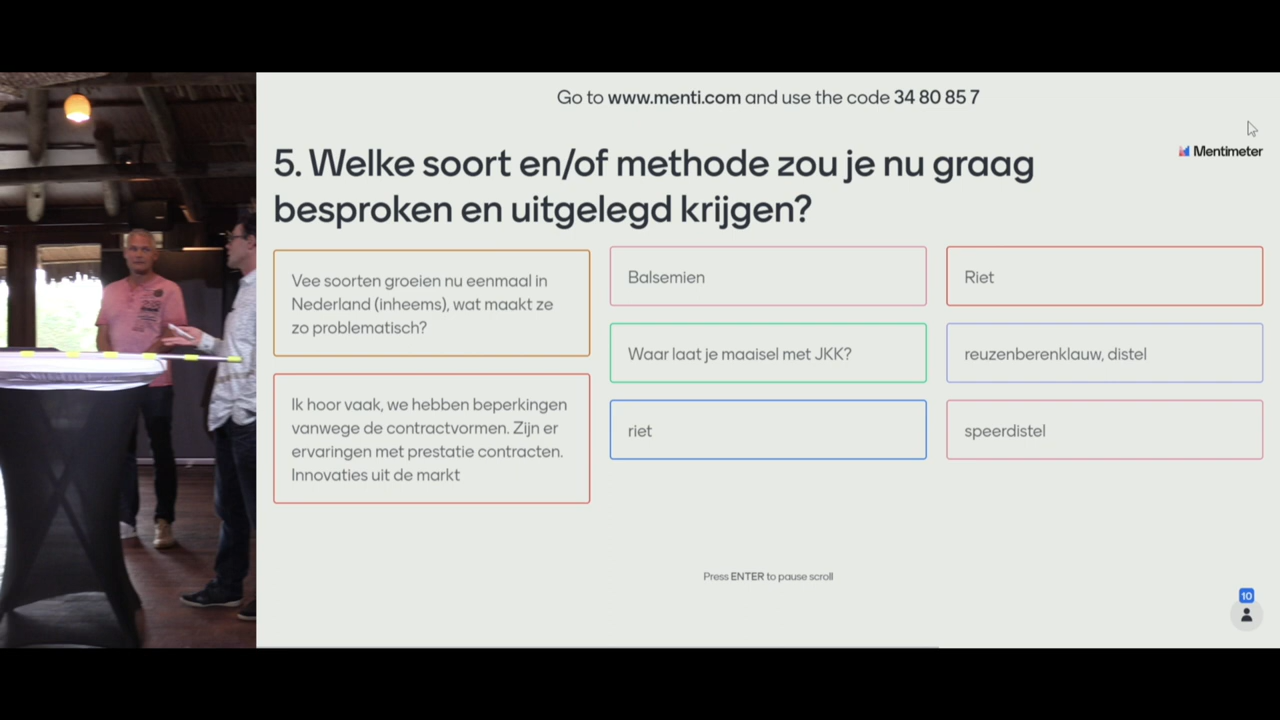 Go to www.menti.com and use the code 34 80 85 7
Mentimeter
5. Welke soort en/of methode zou je nu graag
besproken en uitgelegd krijgen?
Vee soorten groeien nu eenmaal in
Nederland (inheems), wat maakt ze
zo problematisch?
Ik hoor vaak, we hebben beperkingen
vanwege de contractvormen. Zijn er
ervaringen met prestatie contracten.
Innovaties uit de markt
Balsemien
Waar laat je maaisel met JKK?
riet
Riet
reuzenberenklauw, distel
speerdistel
Press ENTER to pause scroll
10